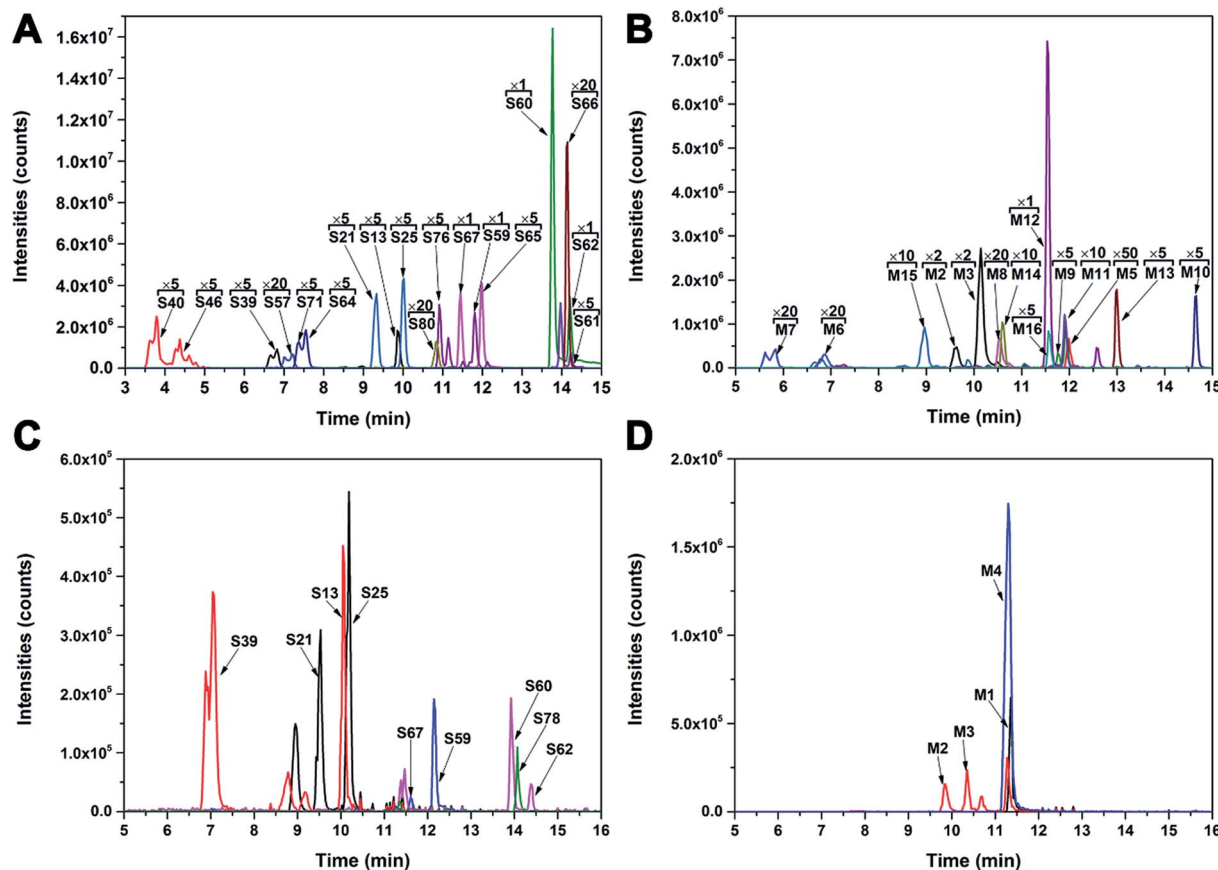 A
Intensities (counts)
1.6x10⁷
1.4x10⁷
1.2x10⁷
1.0x10⁷
8.0x10⁶
6.0x10⁶
4.0x10⁶
2.0x10⁶
0.0
×5
S40
×5
S46
×5
S39
×20
S57
×5
S71
×5
S64
×5
S21
×5
S13
×5
S25
×20
S80
×5
S76
×1
S67
×1
S59
×5
S65
×1
S60
×20
S66
×1
S62
×5
S61
3 4 5 6 7 8 9 10 11 12 13 14 15
Time (min)
B
Intensities (counts)
8.0x10⁶
7.0x10⁶
6.0x10⁶
5.0x10⁶
4.0x10⁶
3.0x10⁶
2.0x10⁶
1.0x10⁶
0.0
×20
M7
×20
M6
×10
M15
×2
M2
×2
M3
×20
M8
×10
M14
×1
M12
×5
M16
×5
M9
×10
M11
×50
M5
×5
M13
×5
M10
5 6 7 8 9 10 11 12 13 14 15
Time (min)
C
Intensities (counts)
6.0x10⁵
5.0x10⁵
4.0x10⁵
3.0x10⁵
2.0x10⁵
1.0x10⁵
0.0
S39
S21
S13
S25
S67
S59
S60
S78
S62
5 6 7 8 9 10 11 12 13 14 15 16
Time (min)
D
Intensities (counts)
2.0x10⁶
1.5x10⁶
1.0x10⁶
5.0x10⁵
0.0
M2
M3
M4
M1
5 6 7 8 9 10 11 12 13 14 15 16
Time (min)